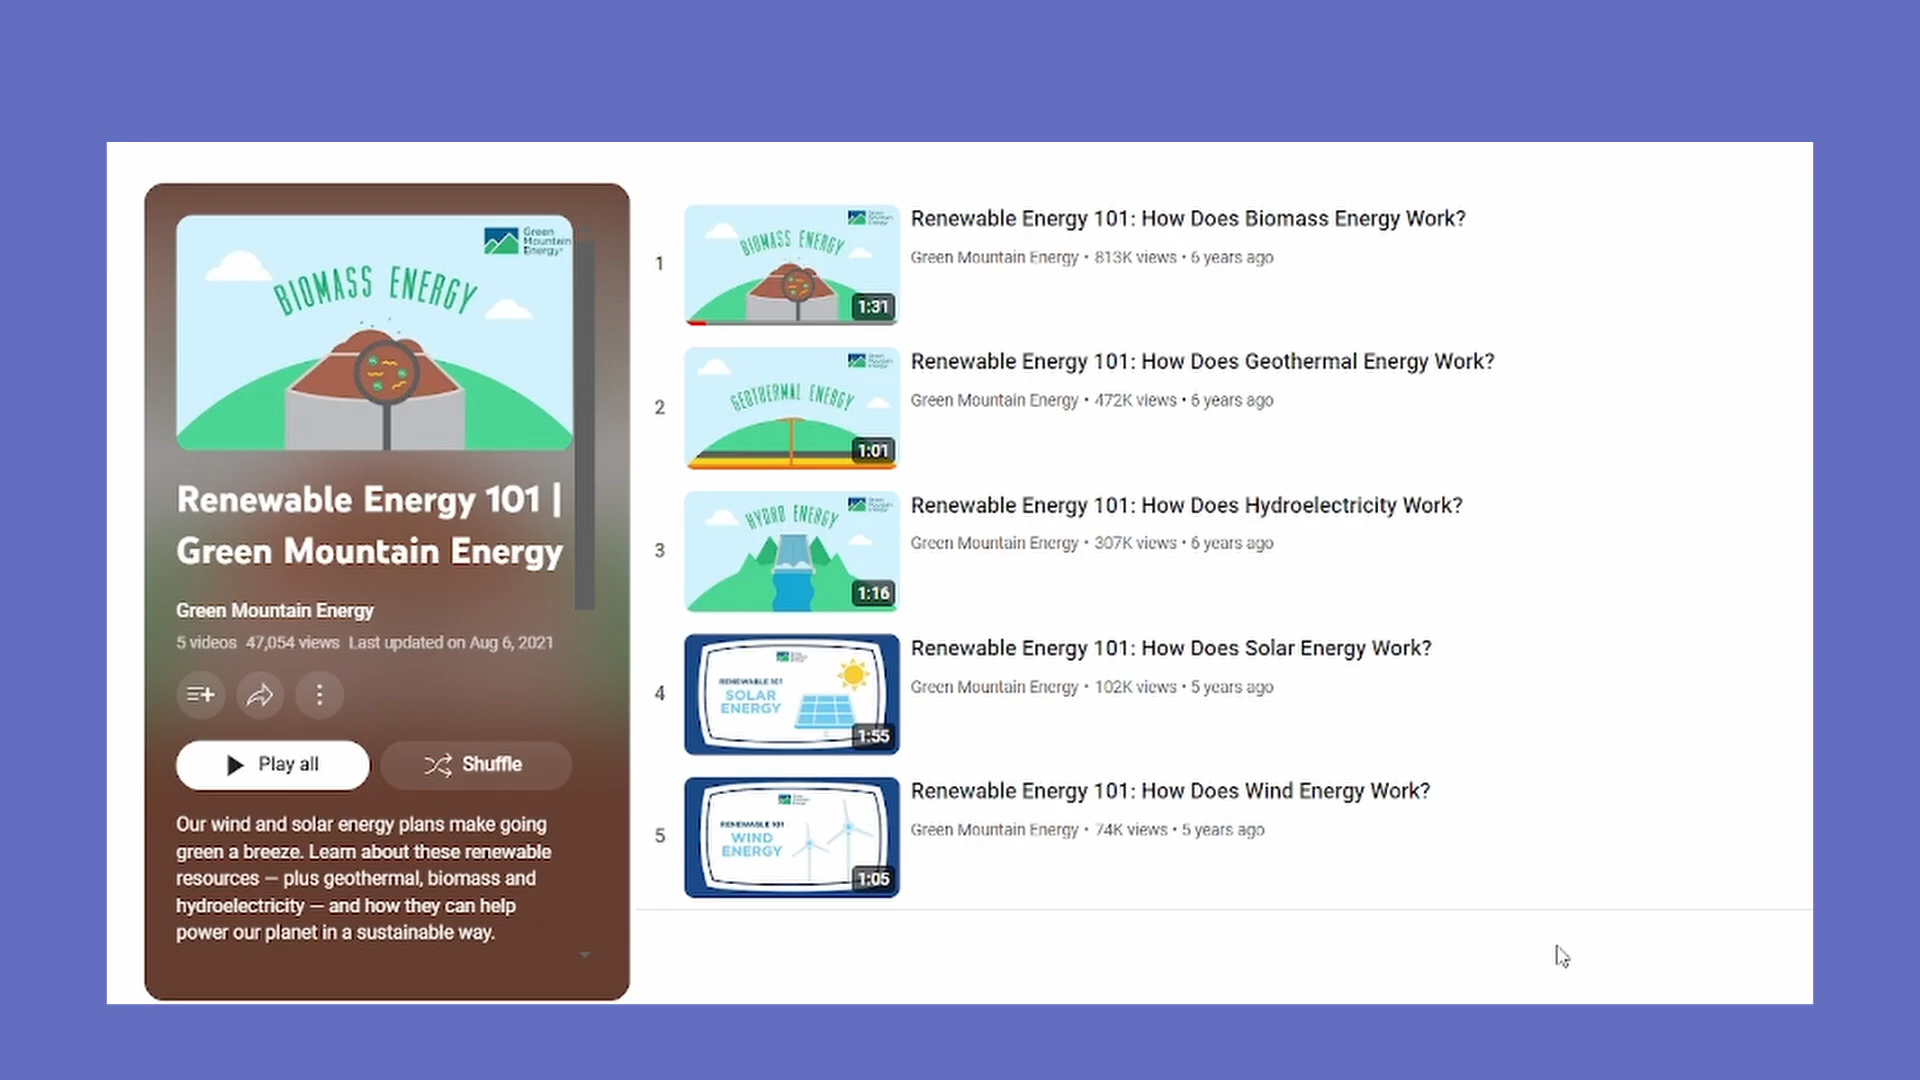 Green
Mountain
Energy
BIOMASS ENERGY
Renewable Energy 101 |
Green Mountain Energy
Green Mountain Energy
5 videos 47,054 views Last updated on Aug 6, 2021
Play all
Shuffle
Our wind and solar energy plans make going
green a breeze. Learn about these renewable
resources — plus geothermal, biomass and
hydroelectricity — and how they can help
power our planet in a sustainable way.
1
BIOMASS ENERGY
1:31
Renewable Energy 101: How Does Biomass Energy Work?
Green Mountain Energy • 813K views • 6 years ago
2
GEOTHERMAL ENERGY
1:01
Renewable Energy 101: How Does Geothermal Energy Work?
Green Mountain Energy • 472K views • 6 years ago
3
HYDRO ENERGY
1:16
Renewable Energy 101: How Does Hydroelectricity Work?
Green Mountain Energy • 307K views • 6 years ago
4
RENEWABLE 101
SOLAR
ENERGY
1:55
Renewable Energy 101: How Does Solar Energy Work?
Green Mountain Energy • 102K views • 5 years ago
5
RENEWABLE 101
WIND
ENERGY
1:05
Renewable Energy 101: How Does Wind Energy Work?
Green Mountain Energy • 74K views • 5 years ago